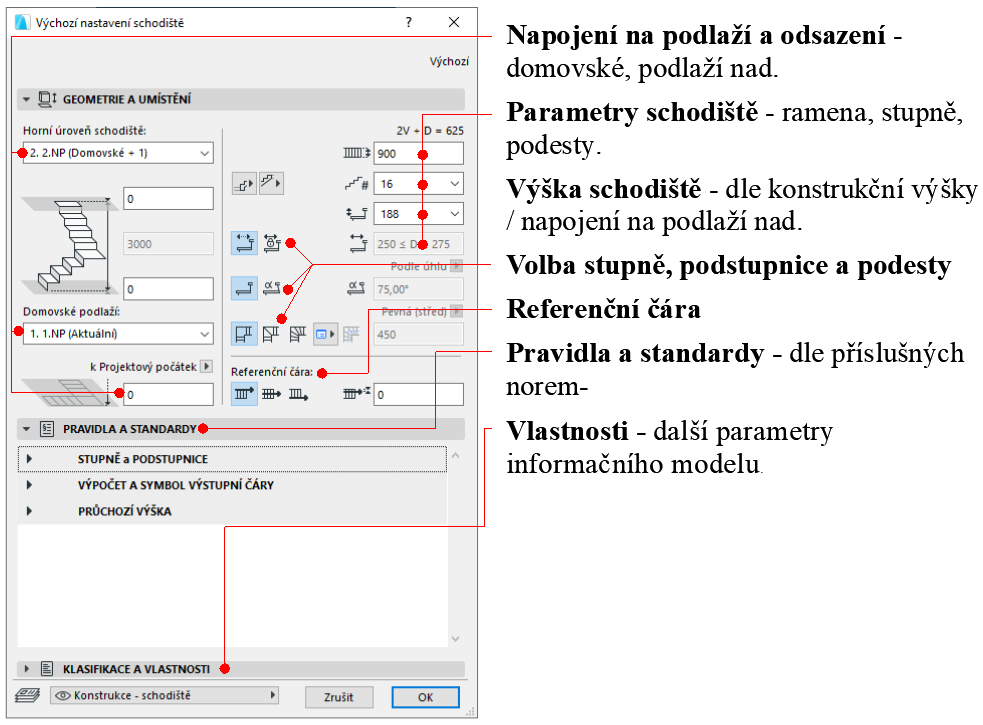 Výchozí nastavení schodiště
?
Výchozí
GEOMETRIE A UMÍSTĚNÍ
Horní úroveň schodiště:
2. 2.NP (Domovské + 1)
0
3000
0
Domovské podlaží:
1. 1.NP (Aktuální)
k Projektový počátek
0
2V + D = 625
900
16
188
250 ≤ D 275
Podle úhlu
75,00°
Pevná (střed)
450
Referenční čára:
0
PRAVIDLA A STANDARDY
STUPNĚ a PODSTUPNICE
VÝPOČET A SYMBOL VÝSTUPNÍ ČÁRY
PRŮCHOZÍ VÝŠKA
KLASIFIKACE A VLASTNOSTI
Konstrukce - schodiště
Zrušit
OK
Napojení na podlaží a odsazení -
domovské, podlaží nad.
Parametry schodiště - ramena, stupně,
podesty.
Výška schodiště - dle konstrukční výšky
/ napojení na podlaží nad.
Volba stupně, podstupnice a podesty
Referenční čára
Pravidla a standardy - dle příslušných
norem-
Vlastnosti - další parametry
informačního modelu.